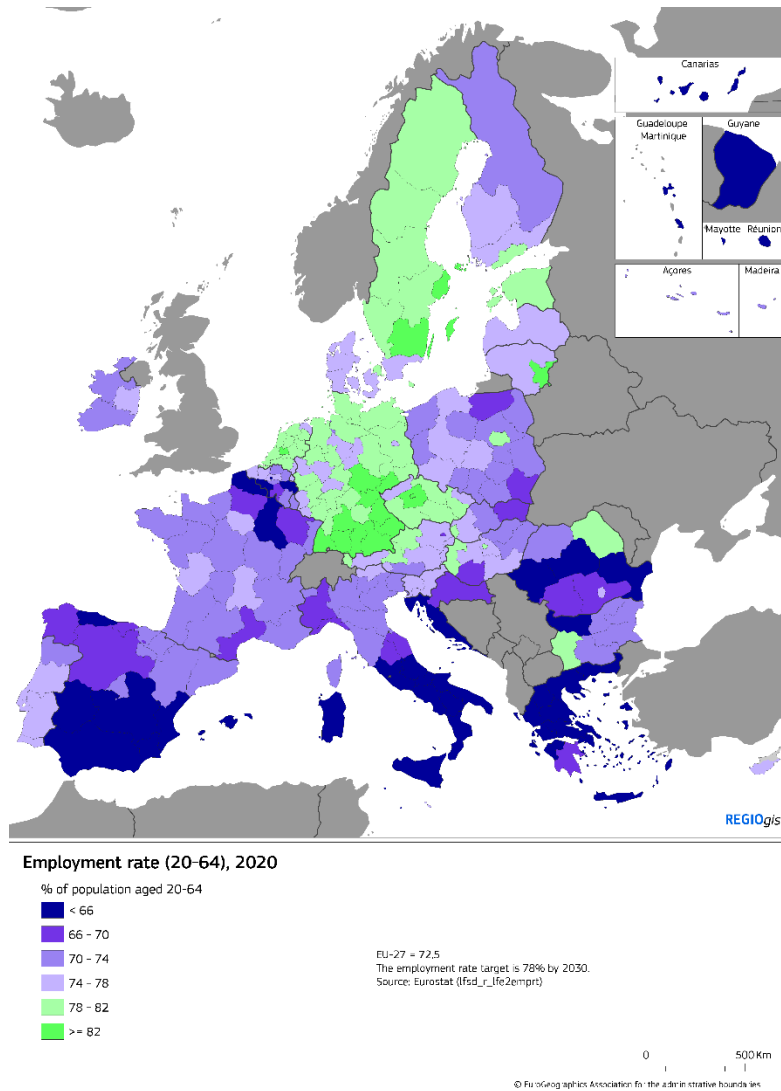 Canarias
Guadeloupe
Martinique
Guyane
Mayotte
Réunion
Açores
Madeira
REGIOgis
Employment rate (20-64), 2020
% of population aged 20-64
< 66
66 - 70
70 - 74
74 - 78
78 - 82
>= 82
EU-27 = 72,5
The employment rate target is 78% by 2030.
Source: Eurostat (lfsd_r_lfe2emprt)
0 500 Km
© EuroGeographics Association for the administrative boundaries